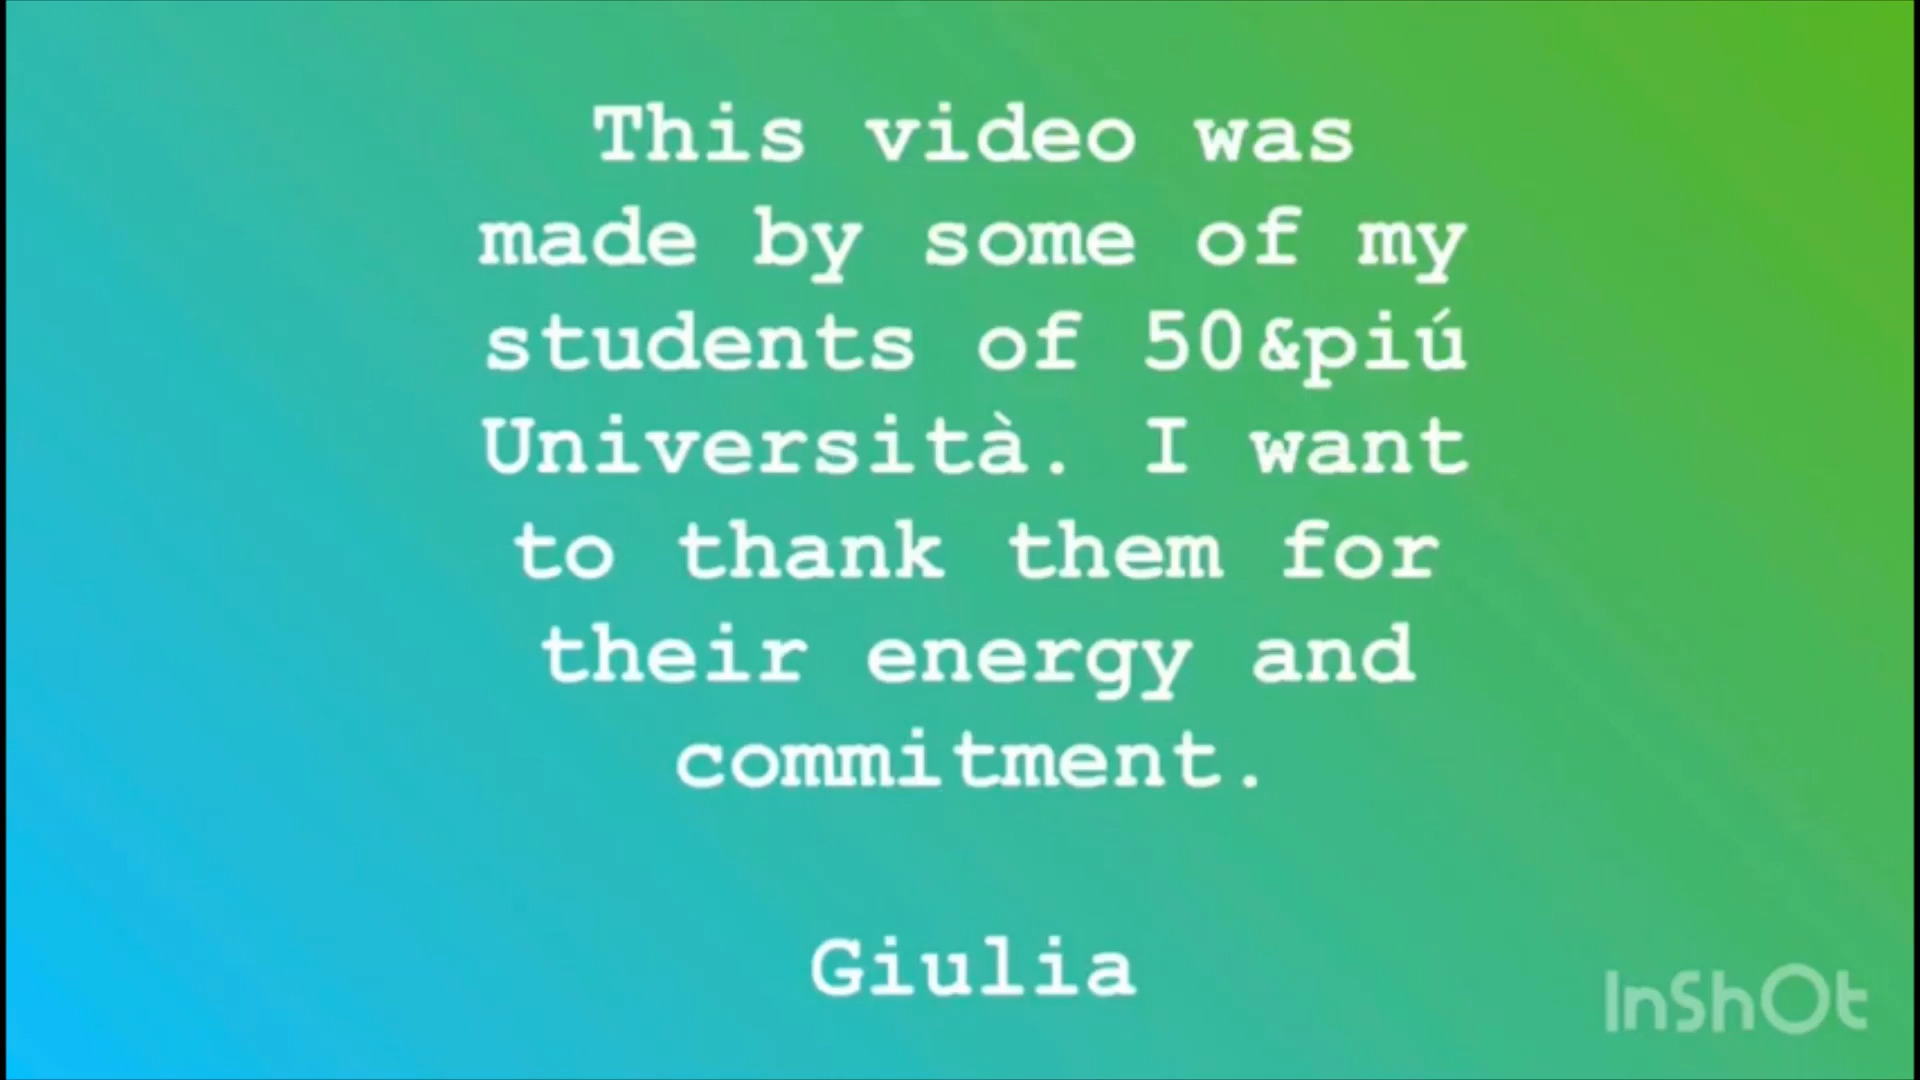 This video was
made by some of my
students of 50&piú
Università. I want
to thank them for
their energy and
commitment.
Giulia
InShOt